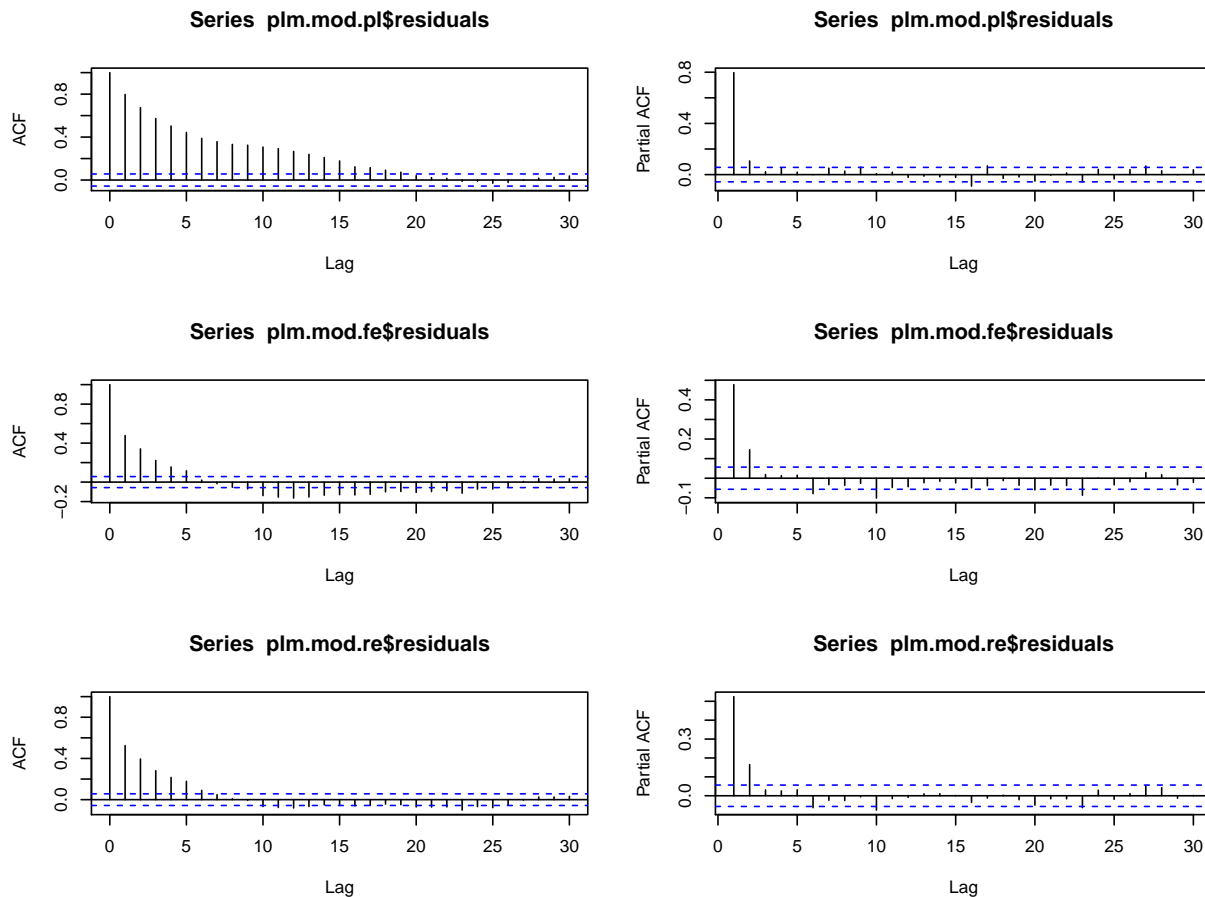 Series plm.mod.pl$residuals
ACF
0.0 0.4 0.8
0 5 10 15 20 25 30
Lag
Series plm.mod.pl$residuals
Partial ACF
0.0 0.4 0.8
0 5 10 15 20 25 30
Lag
Series plm.mod.fe$residuals
ACF
−0.2 0.4 0.8
0 5 10 15 20 25 30
Lag
Series plm.mod.fe$residuals
Partial ACF
−0.1 0.2 0.4
0 5 10 15 20 25 30
Lag
Series plm.mod.re$residuals
ACF
0.0 0.4 0.8
0 5 10 15 20 25 30
Lag
Series plm.mod.re$residuals
Partial ACF
0.0 0.3
0 5 10 15 20 25 30
Lag